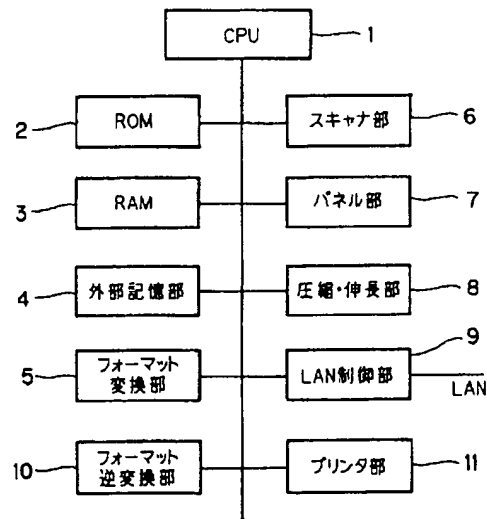 CPU
1
2
ROM
スキャナ部
6
3
RAM
パネル部
7
4
外部記憶部
圧縮・伸長部
8
5
フォーマット
変換部
LAN制御部
9
LAN
10
フォーマット
逆変換部
プリンタ部
11